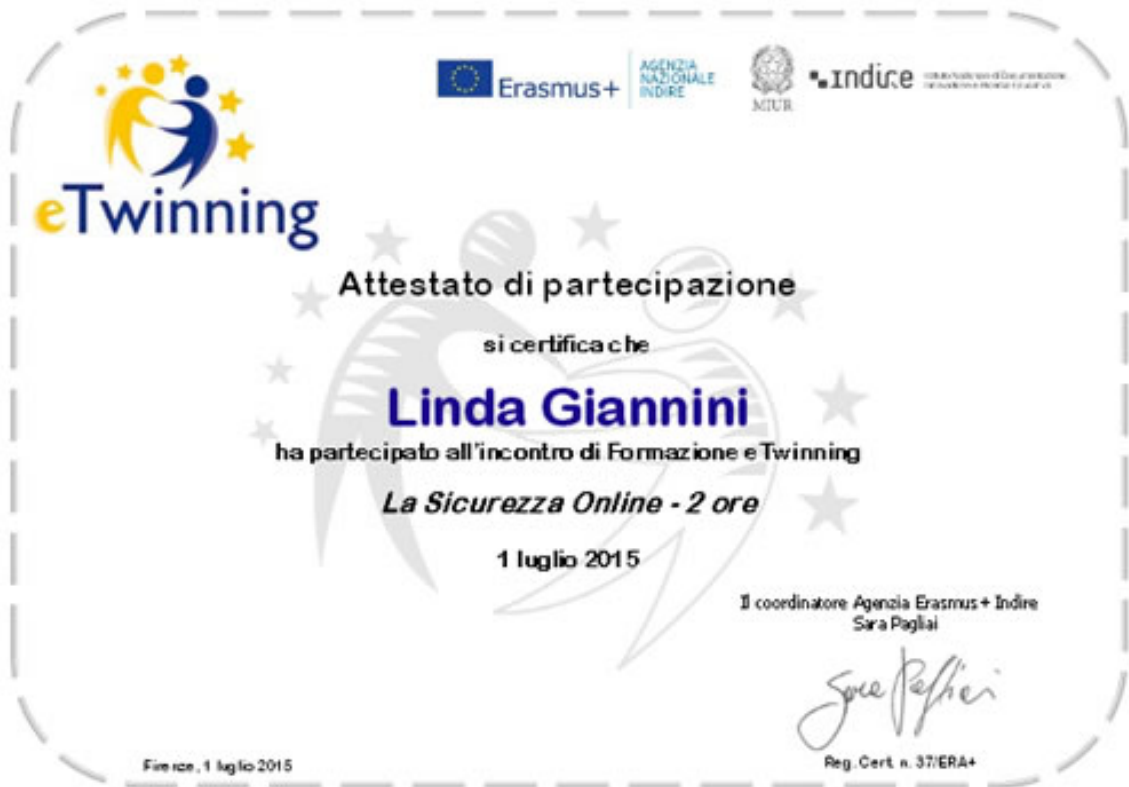 eTwinning
Erasmus+
AGENZIA
NAZIONALE
INDIRE
MIUR
Indire
Attestato di partecipazione
si certifica che
Linda Giannini
ha partecipato all'incontro di Formazione eTwinning
La Sicurezza Online - 2 ore
1 luglio 2015
Il coordinatore Agenzia Erasmus+ Indire
Sara Pagliai
Sara Pagliai
Firenze, 1 luglio 2015
Reg. Cert. n. 37/ERA+